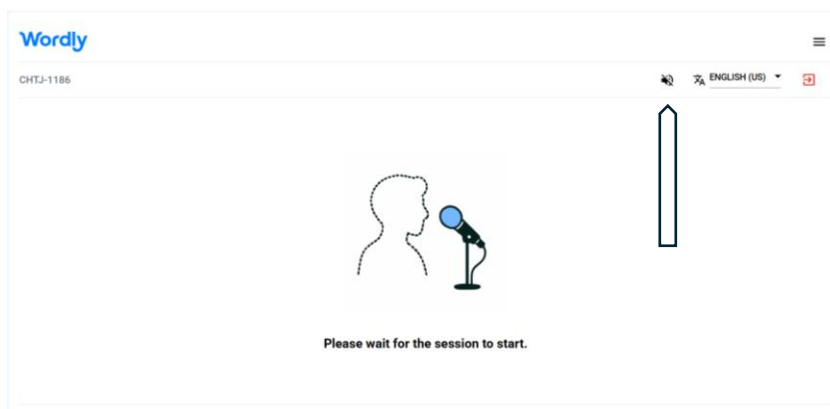 Wordly
CHTJ-1186
ENGLISH (US)
Please wait for the session to start.